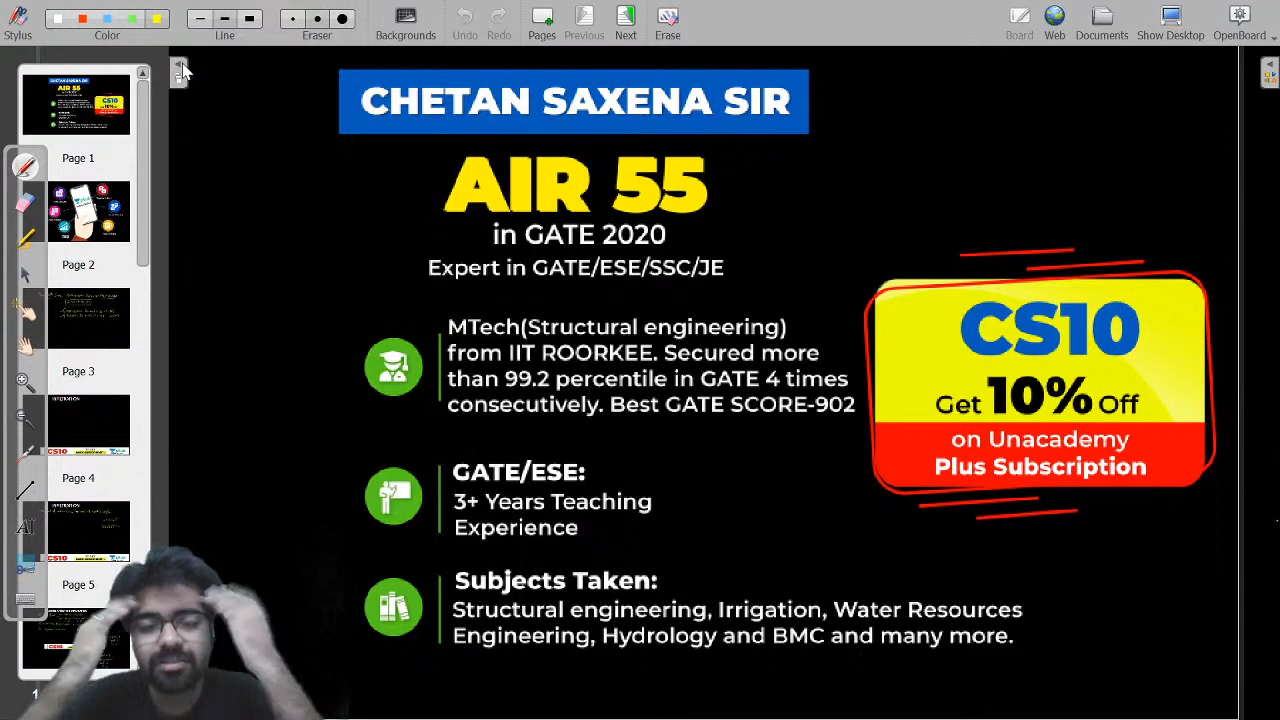 Stylus
Color
Line
Eraser
Backgrounds
Undo
Redo
Pages
Previous
Next
Erase
Board
Web
Documents
Show Desktop
OpenBoard
Page 1
Page 2
Page 3
Page 4
Page 5
CHETAN SAXENA SIR
AIR 55
in GATE 2020
Expert in GATE/ESE/SSC/JE
MTech(Structural engineering)
from IIT ROORKEE. Secured more
than 99.2 percentile in GATE 4 times
consecutively. Best GATE SCORE-902
GATE/ESE:
3+ Years Teaching
Experience
Subjects Taken:
Structural engineering, Irrigation, Water Resources
Engineering, Hydrology and BMC and many more.
CS10
Get 10% Off
on Unacademy
Plus Subscription